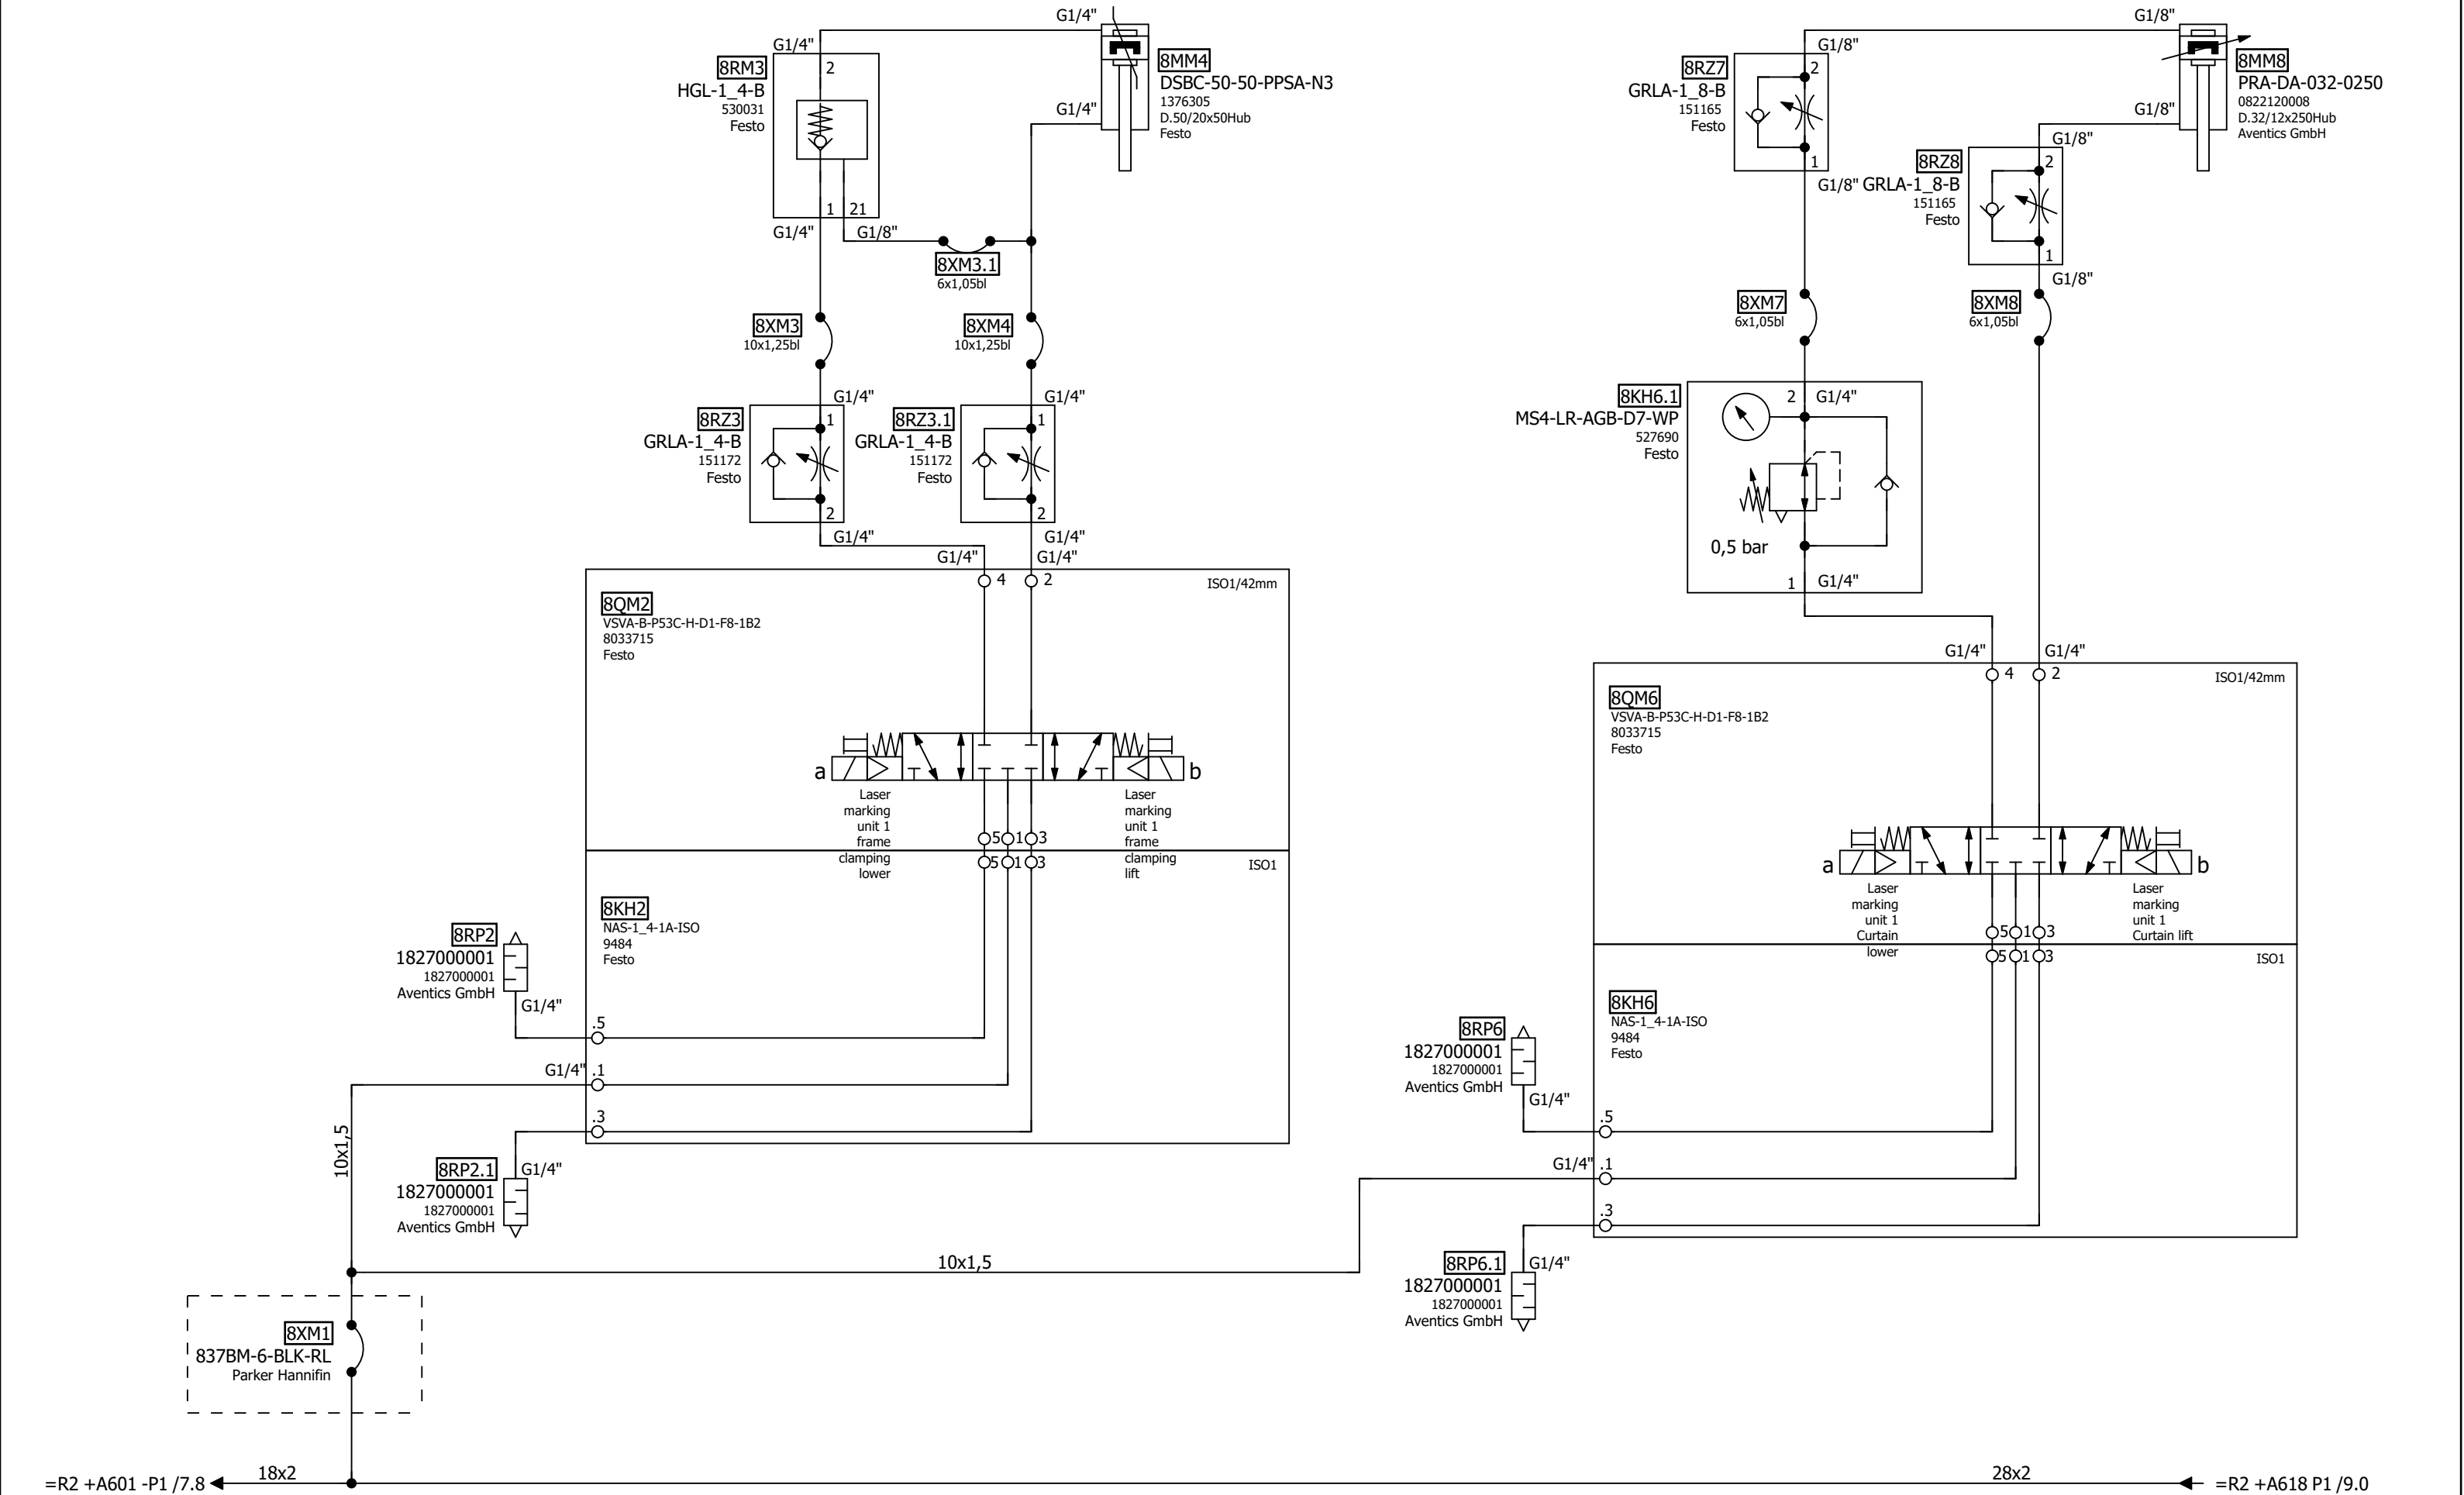 G1/4"
G1/4"
8RM3
HGL-1_4-B
530031
Festo
2
1
21
G1/4"
G1/8"
8MM4
DSBC-50-50-PPSA-N3
1376305
D.50/20x50Hub
Festo
G1/4"
8XM3.1
6x1,05bl
8XM3
10x1,25bl
8XM4
10x1,25bl
G1/4"
8RZ3
GRLA-1_4-B
151172
Festo
1
2
G1/4"
G1/4"
8RZ3.1
GRLA-1_4-B
151172
Festo
1
2
G1/4"
G1/4"
G1/4"
4
2
ISO1/42mm
8QM2
VSVA-B-P53C-H-D1-F8-1B2
8033715
Festo
a
b
Laser
marking
unit 1
frame
clamping
lower
Laser
marking
unit 1
frame
clamping
lift
5
1
3
5
1
3
ISO1
8KH2
NAS-1_4-1A-ISO
9484
Festo
8RP2
1827000001
1827000001
Aventics GmbH
G1/4"
.5
G1/4"
.1
.3
8RP2.1
1827000001
1827000001
Aventics GmbH
G1/4"
10x1,5
10x1,5
8XM1
837BM-6-BLK-RL
Parker Hannifin
=R2 +A601 -P1 /7.8
18x2
28x2
=R2 +A618 P1 /9.0
G1/8"
G1/8"
8RZ7
GRLA-1_8-B
151165
Festo
2
1
G1/8"
8MM8
PRA-DA-032-0250
0822120008
D.32/12x250Hub
Aventics GmbH
G1/8"
G1/8"
8RZ8
GRLA-1_8-B
151165
Festo
2
1
G1/8"
8XM7
6x1,05bl
8XM8
6x1,05bl
8KH6.1
MS4-LR-AGB-D7-WP
527690
Festo
2
G1/4"
0,5 bar
1
G1/4"
G1/4"
G1/4"
4
2
ISO1/42mm
8QM6
VSVA-B-P53C-H-D1-F8-1B2
8033715
Festo
a
b
Laser
marking
unit 1
Curtain
lower
Laser
marking
unit 1
Curtain lift
5
1
3
5
1
3
ISO1
8KH6
NAS-1_4-1A-ISO
9484
Festo
8RP6
1827000001
1827000001
Aventics GmbH
G1/4"
.5
G1/4"
.1
.3
8RP6.1
1827000001
1827000001
Aventics GmbH
G1/4"